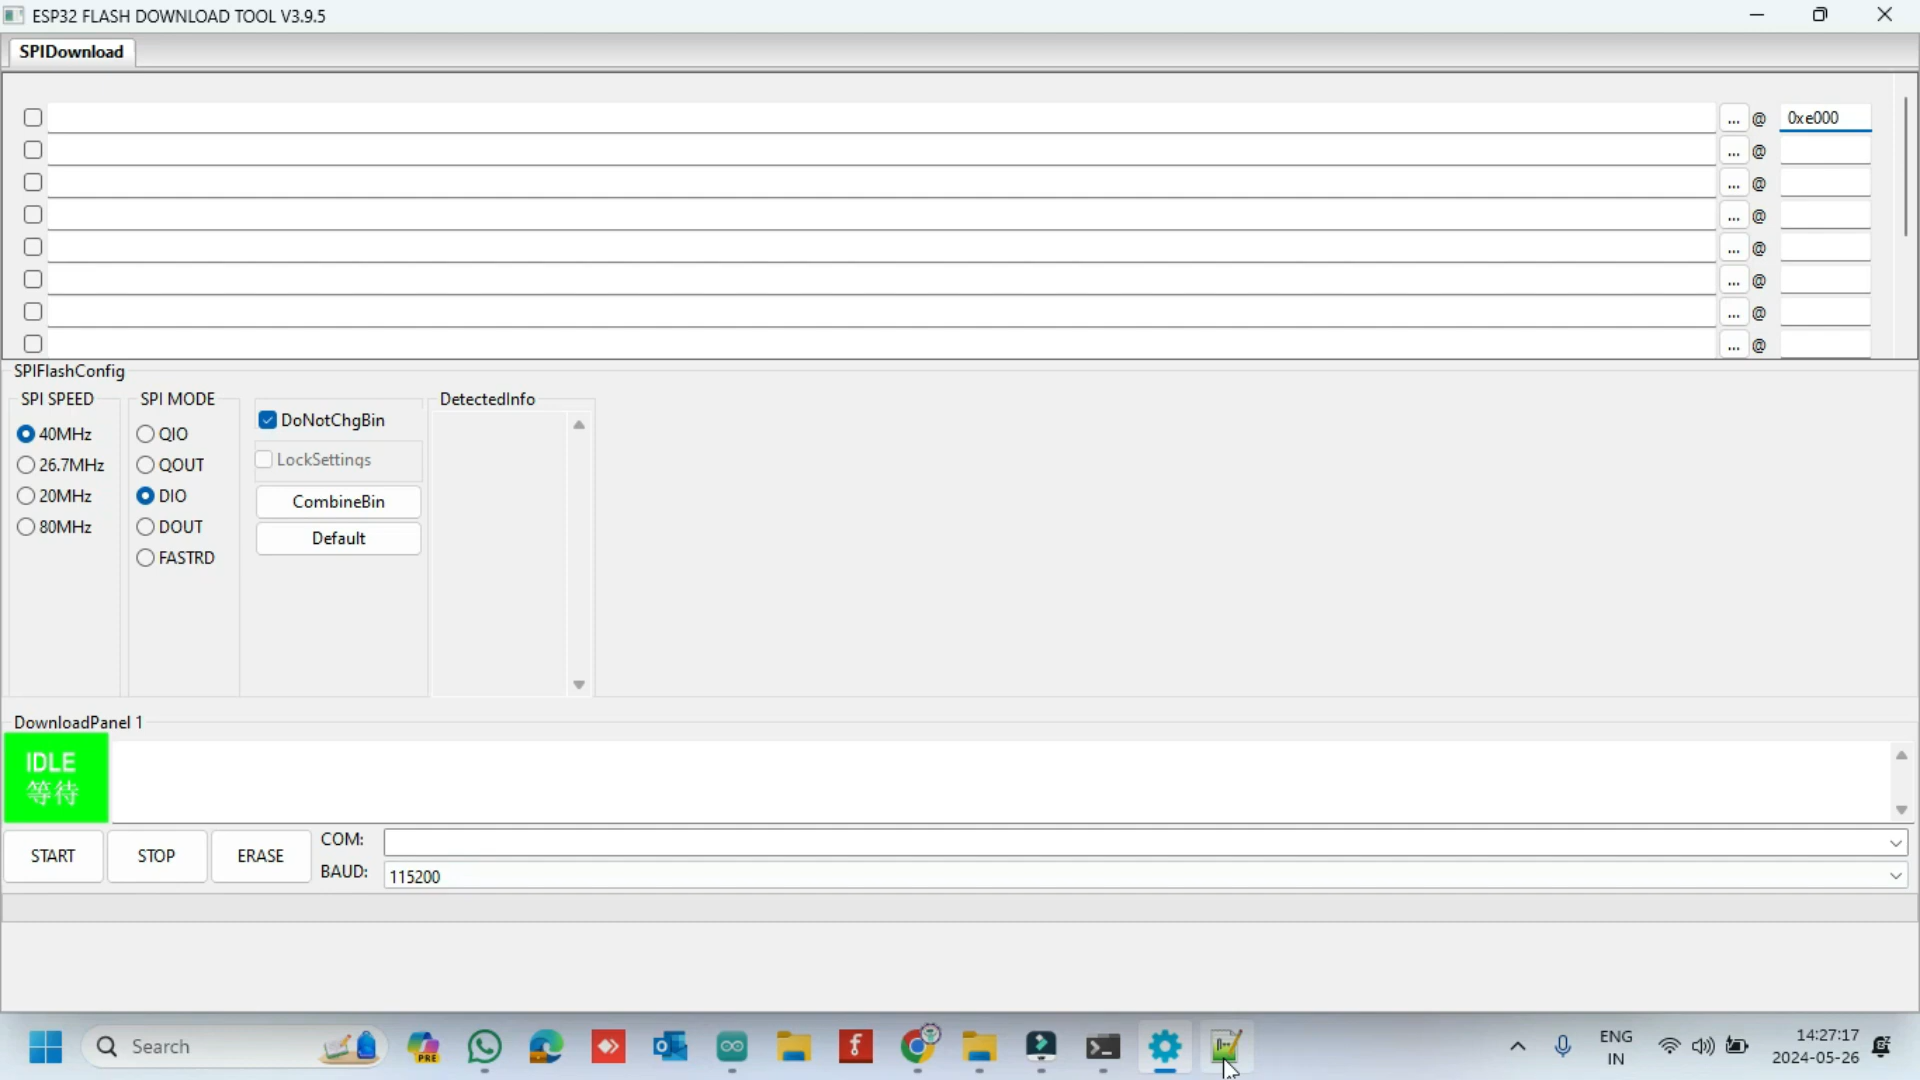 ESP32 FLASH DOWNLOAD TOOL V3.9.5
SPIDownload
... @ 0xe000
... @
... @
... @
... @
... @
... @
... @
SPIFlashConfig
SPI SPEED
40MHz
26.7MHz
20MHz
80MHz
SPI MODE
QIO
QOUT
DIO
DOUT
FASTRD
DoNotChgBin
LockSettings
CombineBin
Default
DetectedInfo
DownloadPanel 1
IDLE
等待
START STOP ERASE
COM:
BAUD: 115200
Search
PRE
ENG
IN
14:27:17
2024-05-26